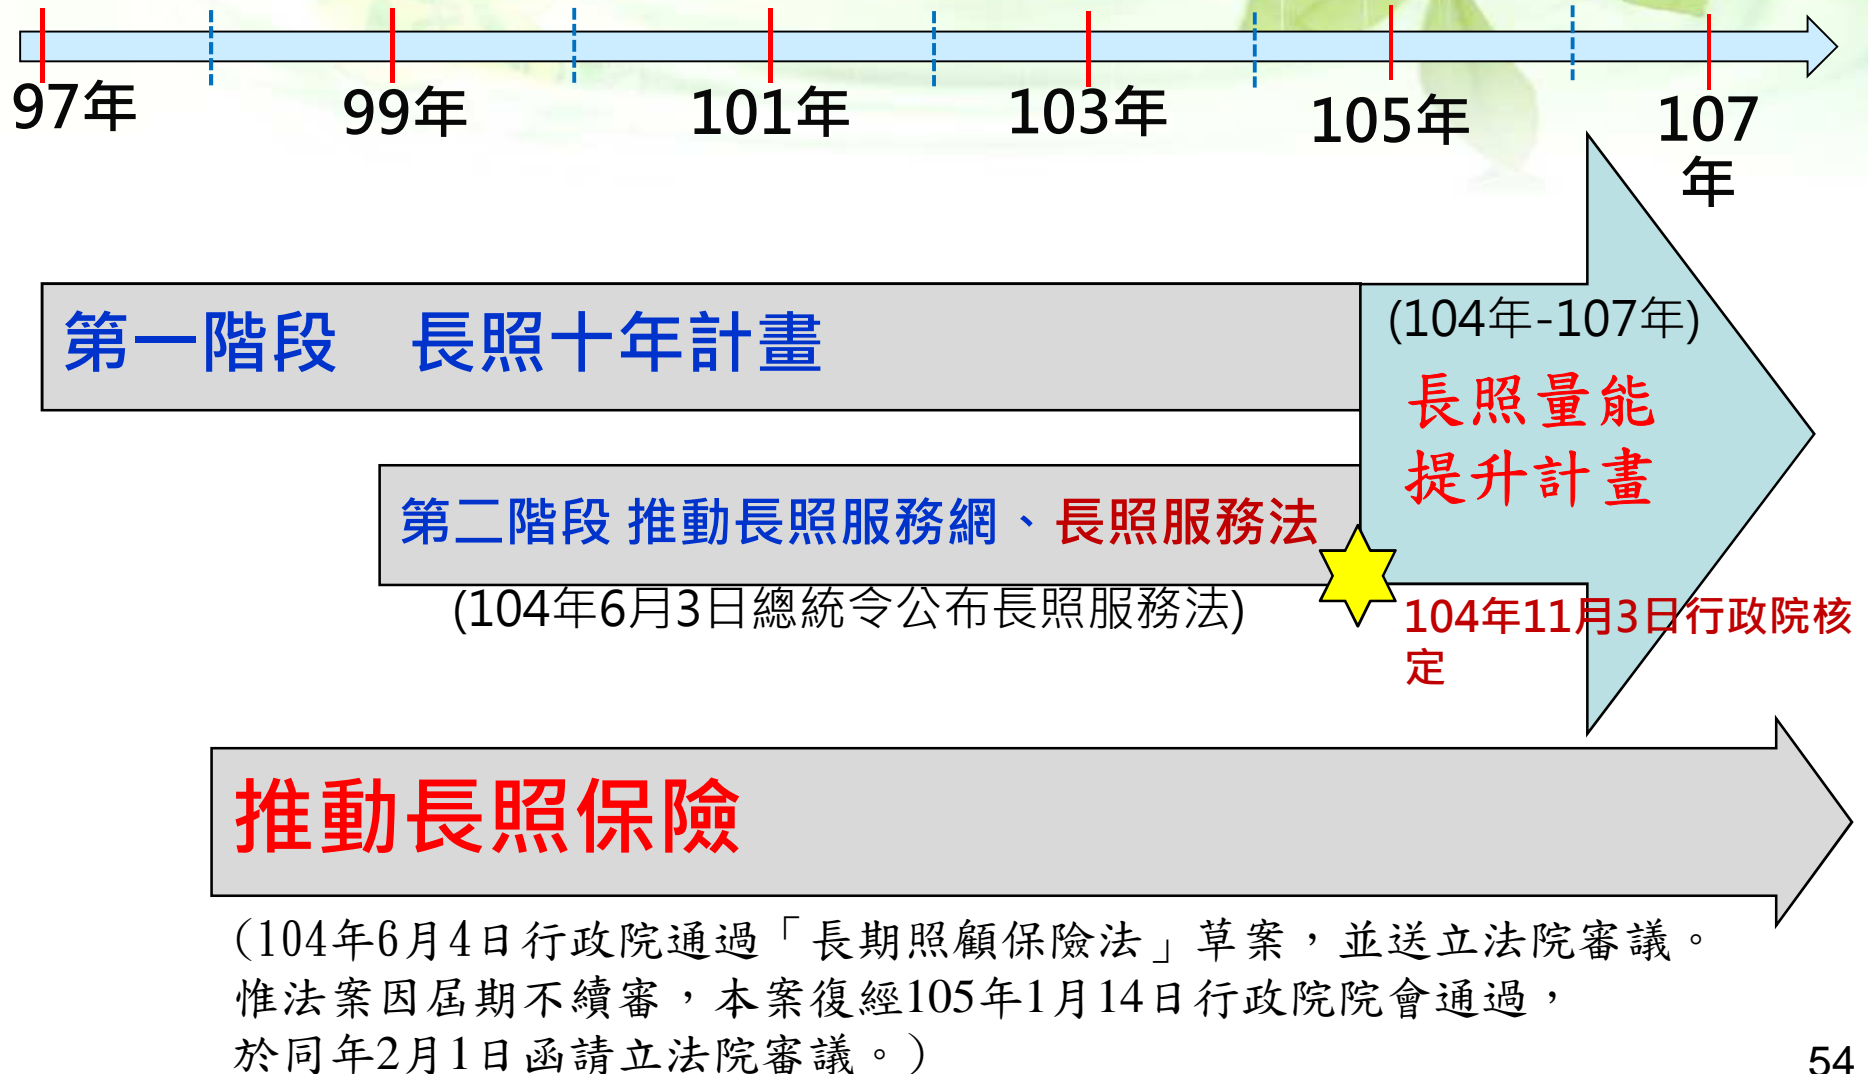 97年
99年
101年
103年
105年
107
年
第一階段　長照十年計畫
(104年-107年)
長照量能
提升計畫
第二階段 推動長照服務網、長照服務法
(104年6月3日總統令公布長照服務法)
104年11月3日行政院核
定
推動長照保險
(104年6月4日行政院通過「長期照顧保險法」草案，並送立法院審議。
惟法案因屆期不續審，本案復經105年1月14日行政院院會通過，
於同年2月1日函請立法院審議。)
54